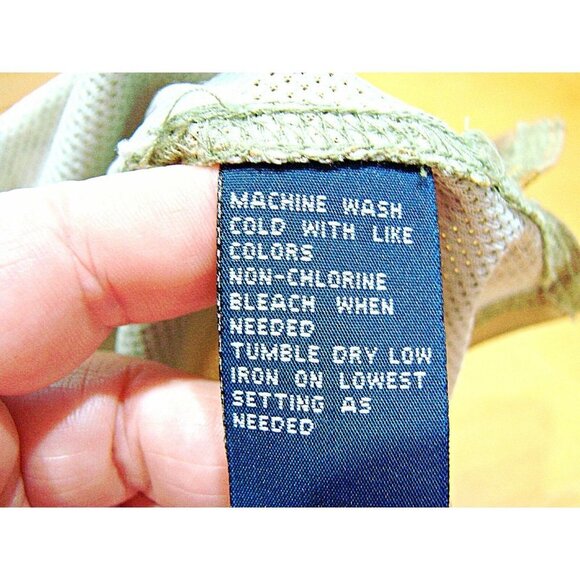 MACHINE WASH
COLD WITH LIKE
COLORS
NON-CHLORINE
BLEACH WHEN
NEEDED
TUMBLE DRY LOW
IRON ON LOWEST
SETTING AS
NEEDED